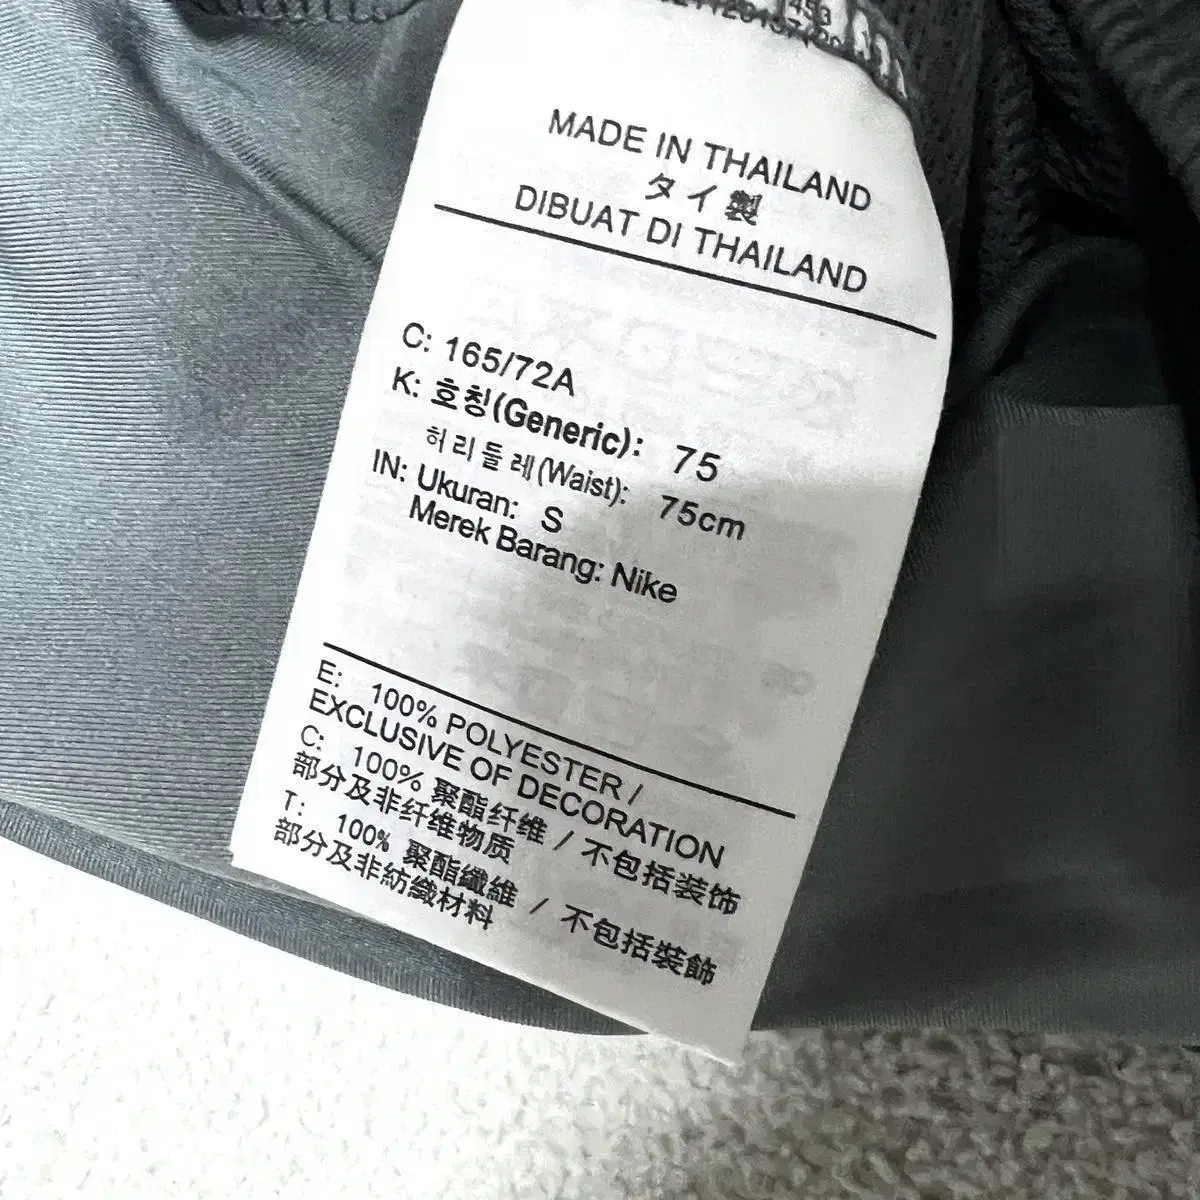 MADE IN THAILAND
タイ製
DIBUAT DI THAILAND
C: 165/72A
K: 호칭(Generic): 75
허리둘레(Waist): 75cm
IN: Ukuran: S
Merek Barang: Nike
E: 100% POLYESTER /
EXCLUSIVE OF DECORATION
C: 100% 聚酯纤维 / 不包括装饰
部分及非纤维物质
T: 100% 聚酯纖維 / 不包括裝飾
部分及非紡織材料